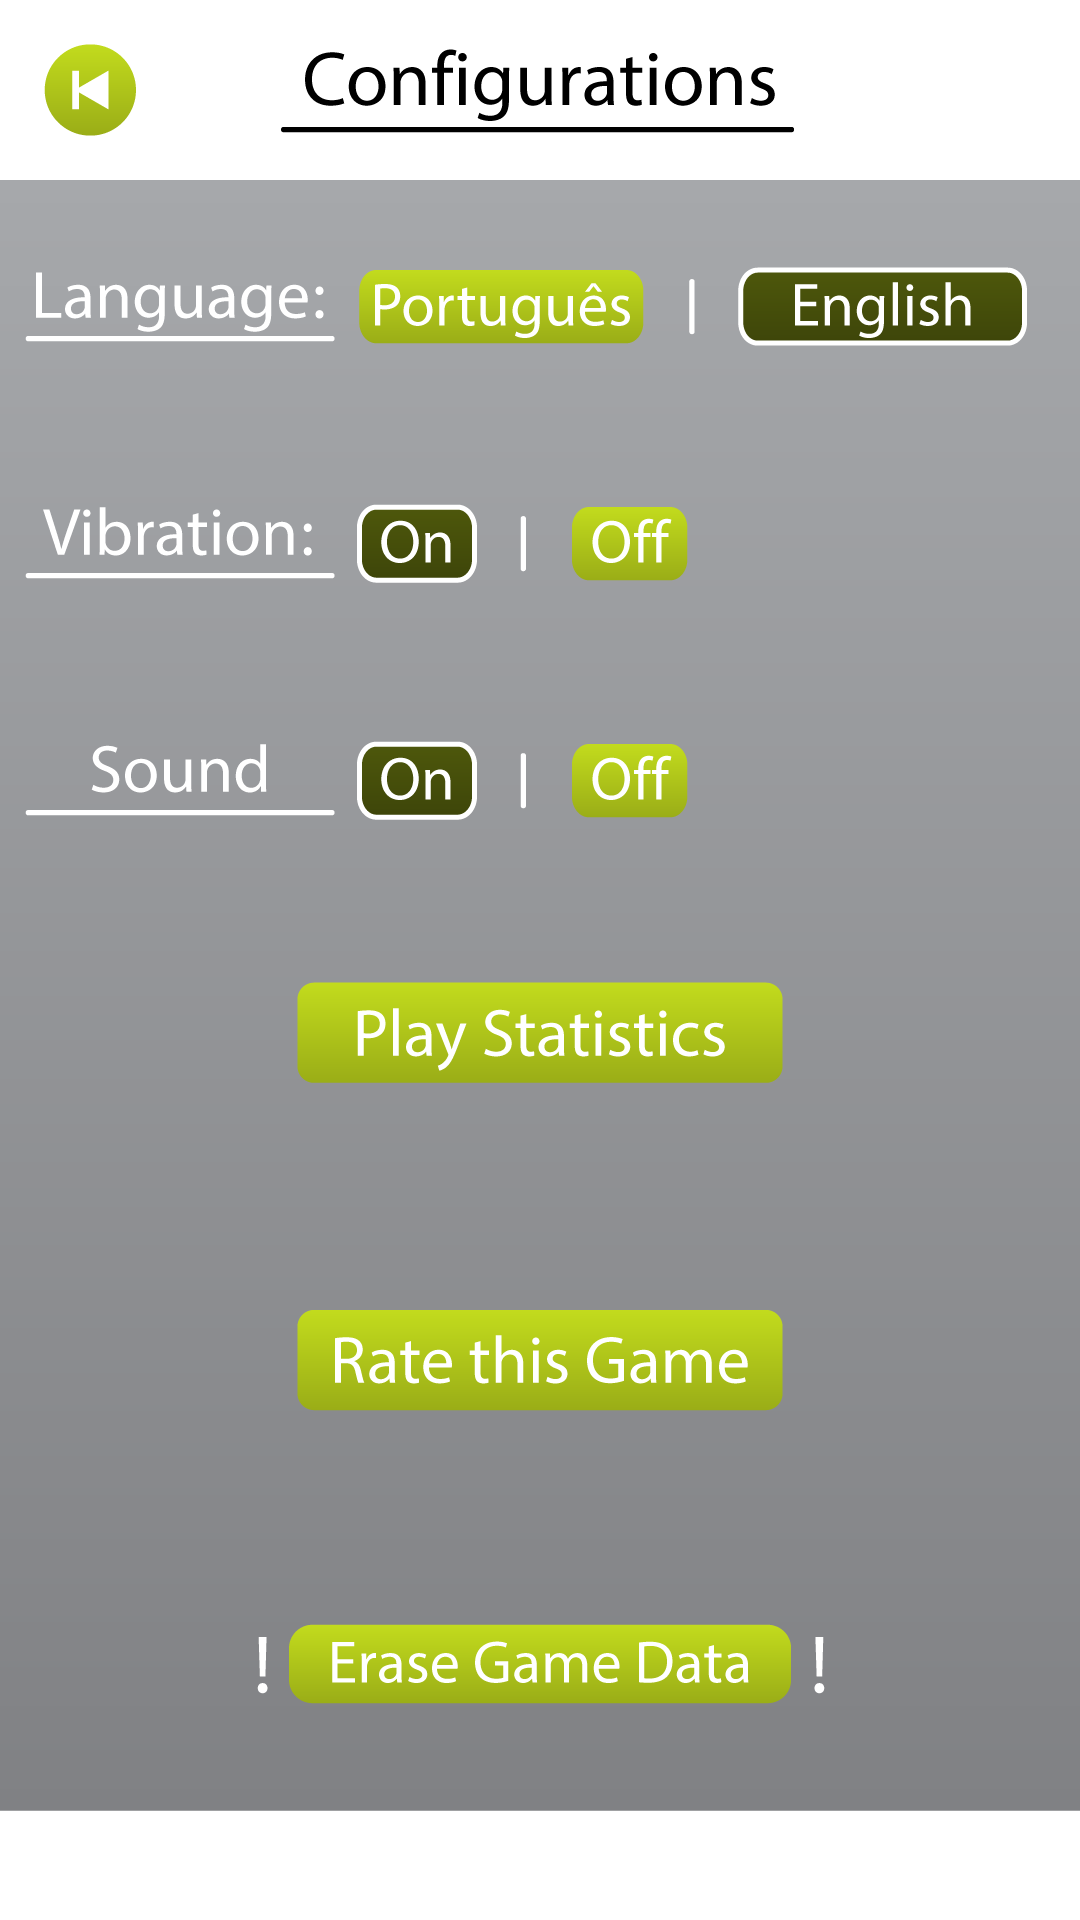 Configurations
Language: Português | English
Vibration: On | Off
Sound On | Off
Play Statistics
Rate this Game
! Erase Game Data !